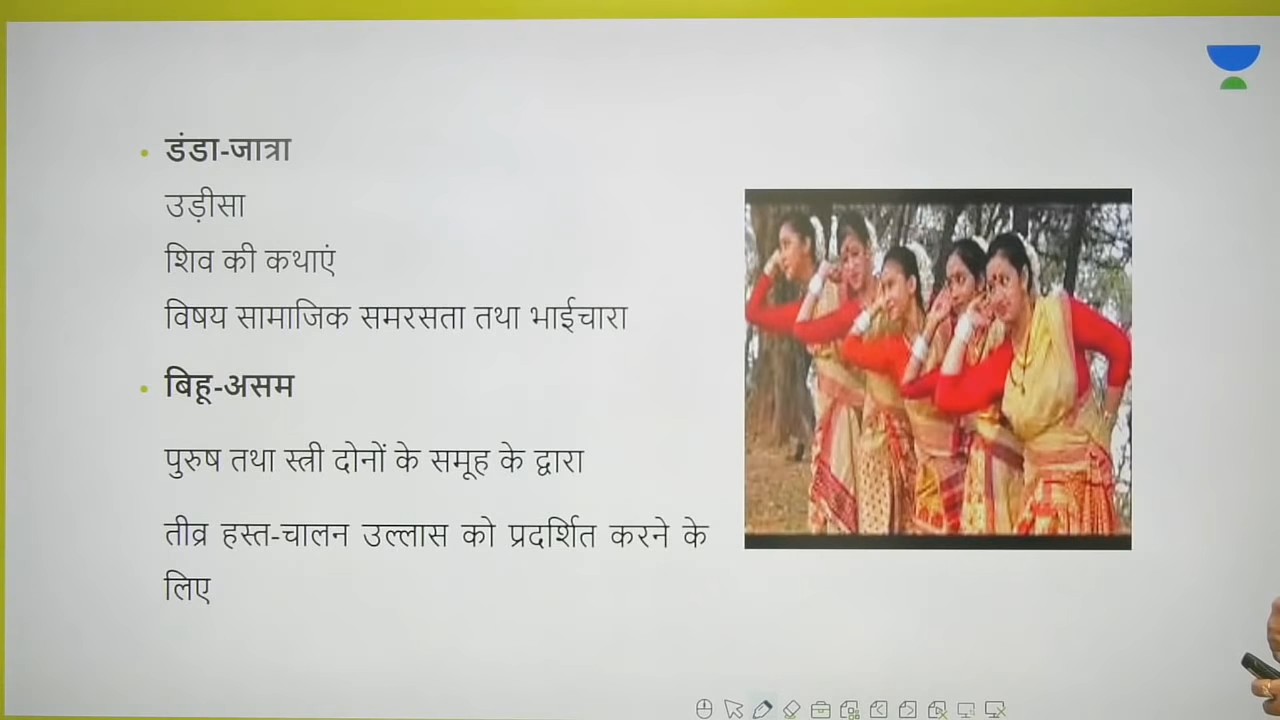 डंडा-जात्रा
उड़ीसा
शिव की कथाएं
विषय सामाजिक समरसता तथा भाईचारा
बिहू-असम
पुरुष तथा स्त्री दोनों के समूह के द्वारा
तीव्र हस्त-चालन उल्लास को प्रदर्शित करने के
लिए